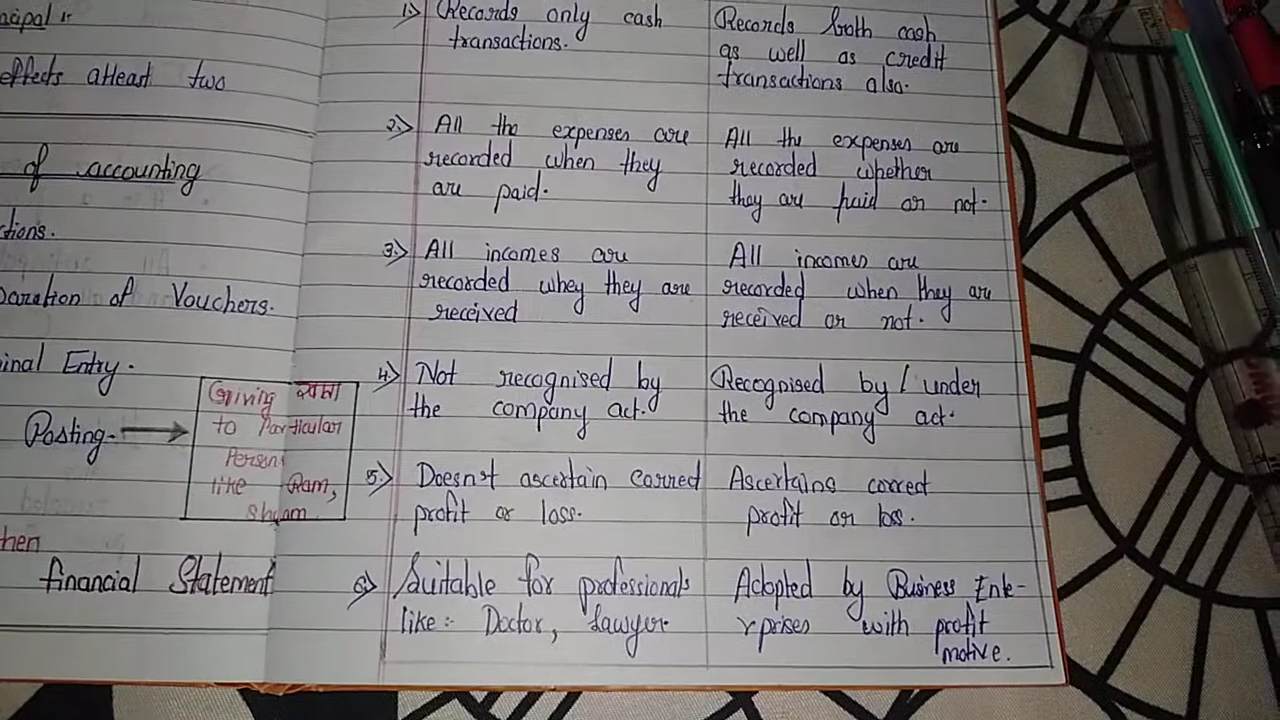 cipal :-
effects atleast two
of accounting
ctions.
paration of Vouchers.
inal Entry.
Posting
Giving
to Particular
Person
like Ram,
Shyam
hen
financial Statement
1.> Records only cash
transactions.
Records both cash
as well as credit
transactions also.
2.> All the expenses are
recorded when they
are paid.
All the expenses are
recorded whether
they are paid or not.
3.> All incomes are
recorded whey they are
received
All incomes are
recorded when they are
received or not.
4.> Not recognised by
the company act.
Recognised by / under
the company act.
5.> Doesn't ascertain correct
profit or loss.
Ascertains correct
profit or loss.
6.> Suitable for professionals
like:- Doctor, Lawyer.
Adopted by Business Ente-
rprises with profit
motive.